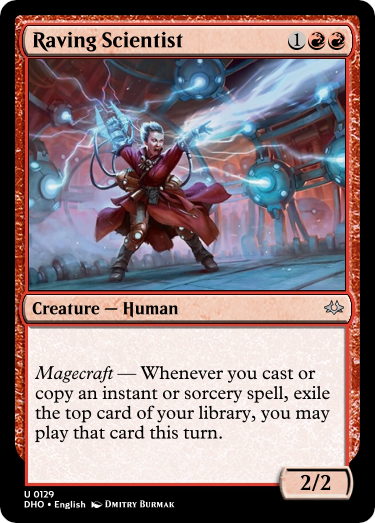 Raving Scientist 1
Creature — Human
Magecraft — Whenever you cast or
copy an instant or sorcery spell, exile
the top card of your library, you may
play that card this turn.
2/2
U 0129
DHO • English Dmitry Burmak